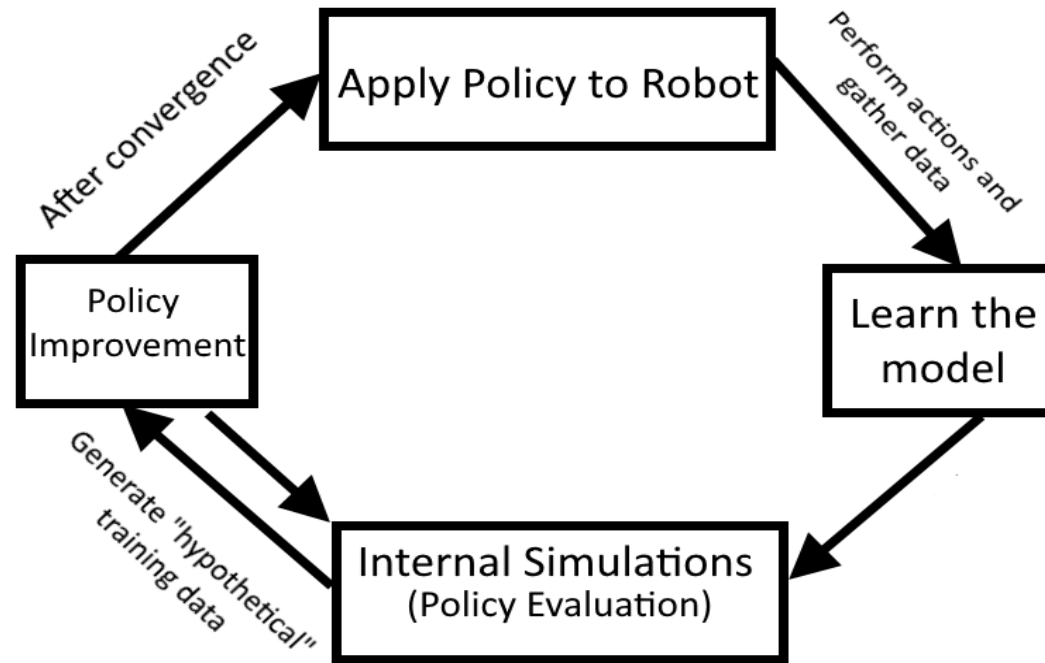 Apply Policy to Robot
After convergence
Perform actions and
gather data
Policy
Improvement
Learn the
model
Generate "hypothetical"
training data
Internal Simulations
(Policy Evaluation)